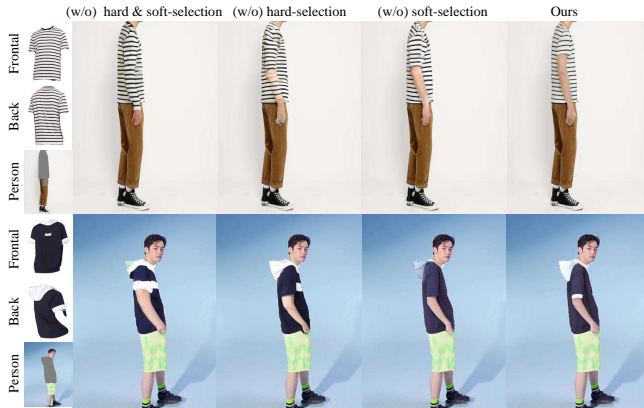 (w/o) hard & soft-selection (w/o) hard-selection (w/o) soft-selection Ours
Frontal
Back
Person
Frontal
Back
Person